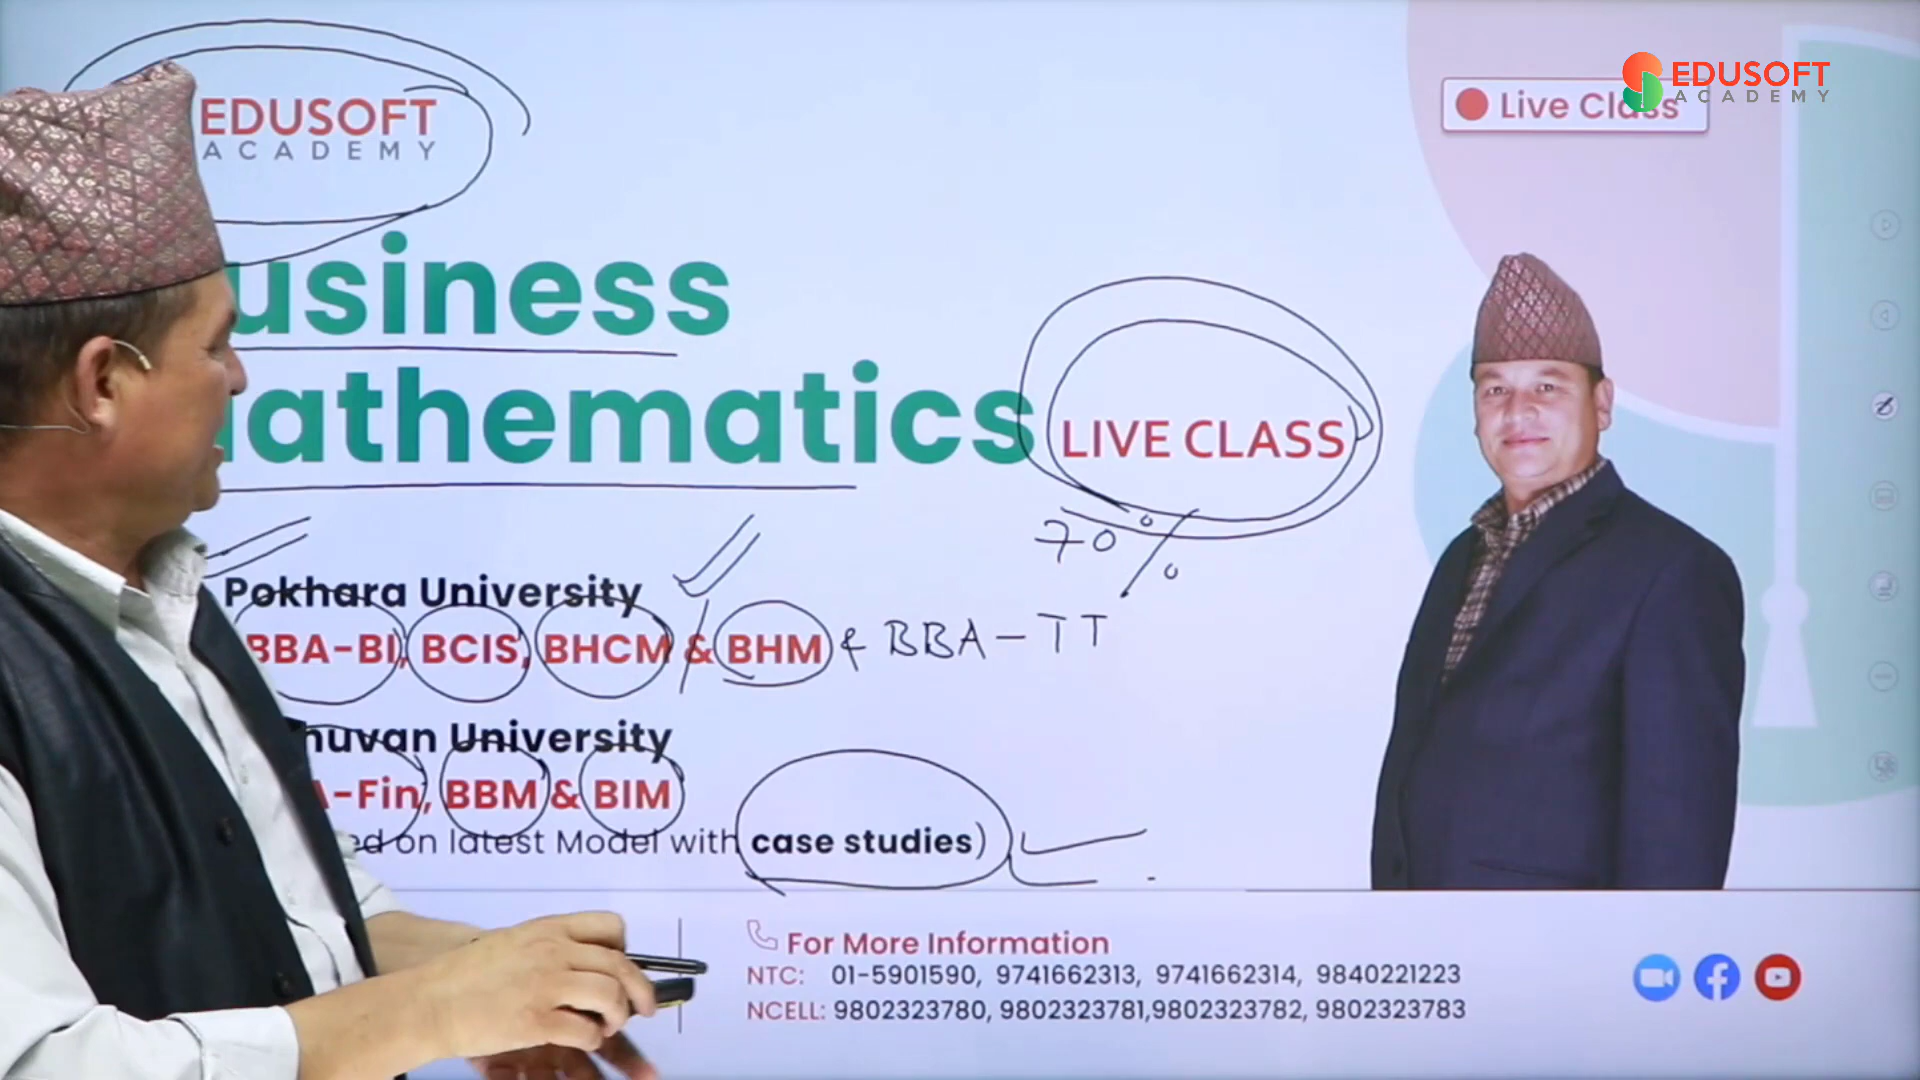 EDUSOFT
ACADEMY
Live Class
EDUSOFT
ACADEMY
usiness
athematics
LIVE CLASS
70%
Pokhara University
BBA-BI, BCIS, BHCM & BHM & BBA-TT
huvan University
-Fin, BBM & BIM
ed on latest Model with case studies)
For More Information
NTC: 01-5901590, 9741662313, 9741662314, 9840221223
NCELL: 9802323780, 9802323781,9802323782, 9802323783